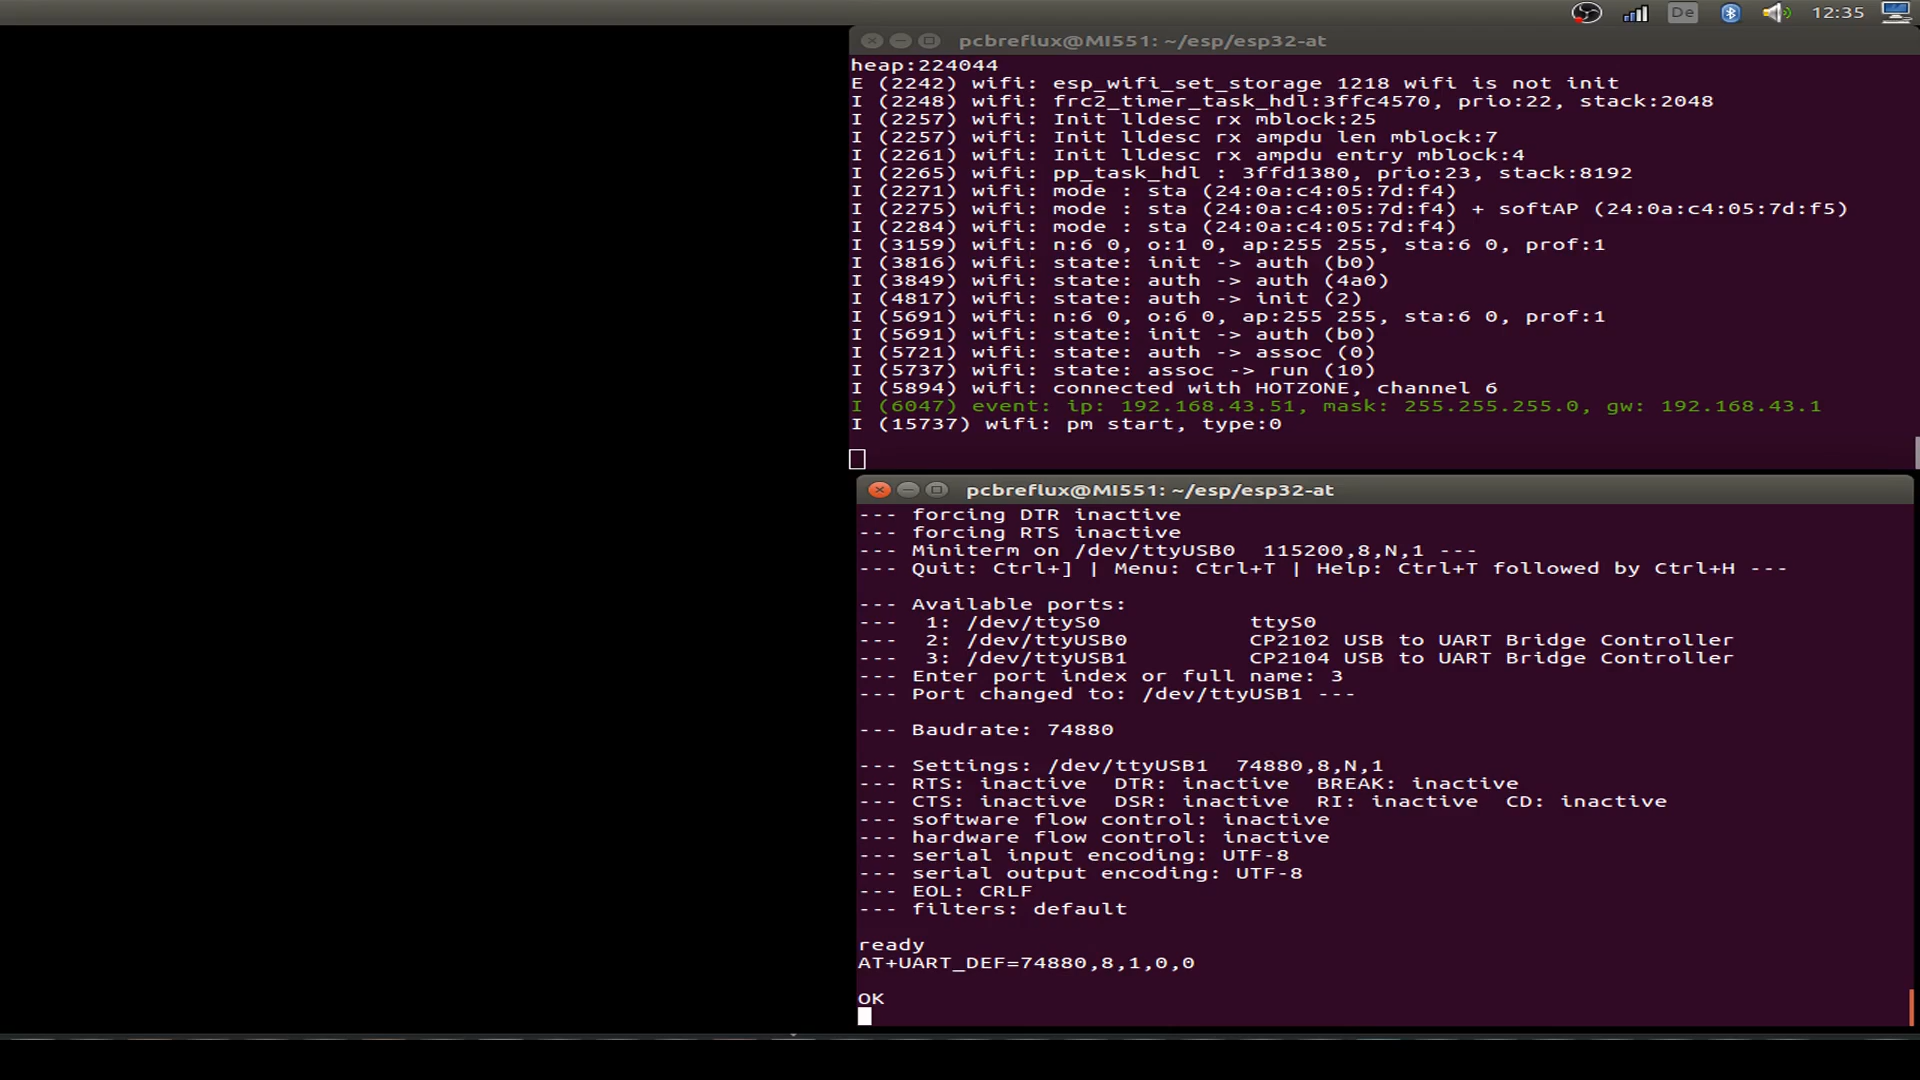 De 12:35
pcbreflux@MI551: ~/esp/esp32-at
heap:224044
E (2242) wifi: esp_wifi_set_storage 1218 wifi is not init
I (2248) wifi: frc2_timer_task_hdl:3ffc4570, prio:22, stack:2048
I (2257) wifi: Init lldesc rx mblock:25
I (2257) wifi: Init lldesc rx ampdu len mblock:7
I (2261) wifi: Init lldesc rx ampdu entry mblock:4
I (2265) wifi: pp_task_hdl : 3ffd1380, prio:23, stack:8192
I (2271) wifi: mode : sta (24:0a:c4:05:7d:f4)
I (2275) wifi: mode : sta (24:0a:c4:05:7d:f4) + softAP (24:0a:c4:05:7d:f5)
I (2284) wifi: mode : sta (24:0a:c4:05:7d:f4)
I (3159) wifi: n:6 0, o:1 0, ap:255 255, sta:6 0, prof:1
I (3816) wifi: state: init -> auth (b0)
I (3849) wifi: state: auth -> auth (4a0)
I (4817) wifi: state: auth -> init (2)
I (5691) wifi: n:6 0, o:6 0, ap:255 255, sta:6 0, prof:1
I (5691) wifi: state: init -> auth (b0)
I (5721) wifi: state: auth -> assoc (0)
I (5737) wifi: state: assoc -> run (10)
I (5894) wifi: connected with HOTZONE, channel 6
I (6047) event: ip: 192.168.43.51, mask: 255.255.255.0, gw: 192.168.43.1
I (15737) wifi: pm start, type:0
pcbreflux@MI551: ~/esp/esp32-at
--- forcing DTR inactive
--- forcing RTS inactive
--- Miniterm on /dev/ttyUSB0  115200,8,N,1 ---
--- Quit: Ctrl+] | Menu: Ctrl+T | Help: Ctrl+T followed by Ctrl+H ---
--- Available ports:
---  1: /dev/ttyS0           ttyS0
---  2: /dev/ttyUSB0         CP2102 USB to UART Bridge Controller
---  3: /dev/ttyUSB1         CP2104 USB to UART Bridge Controller
--- Enter port index or full name: 3
--- Port changed to: /dev/ttyUSB1 ---
--- Baudrate: 74880
--- Settings: /dev/ttyUSB1  74880,8,N,1
--- RTS: inactive  DTR: inactive  BREAK: inactive
--- CTS: inactive  DSR: inactive  RI: inactive  CD: inactive
--- software flow control: inactive
--- hardware flow control: inactive
--- serial input encoding: UTF-8
--- serial output encoding: UTF-8
--- EOL: CRLF
--- filters: default
ready
AT+UART_DEF=74880,8,1,0,0
OK